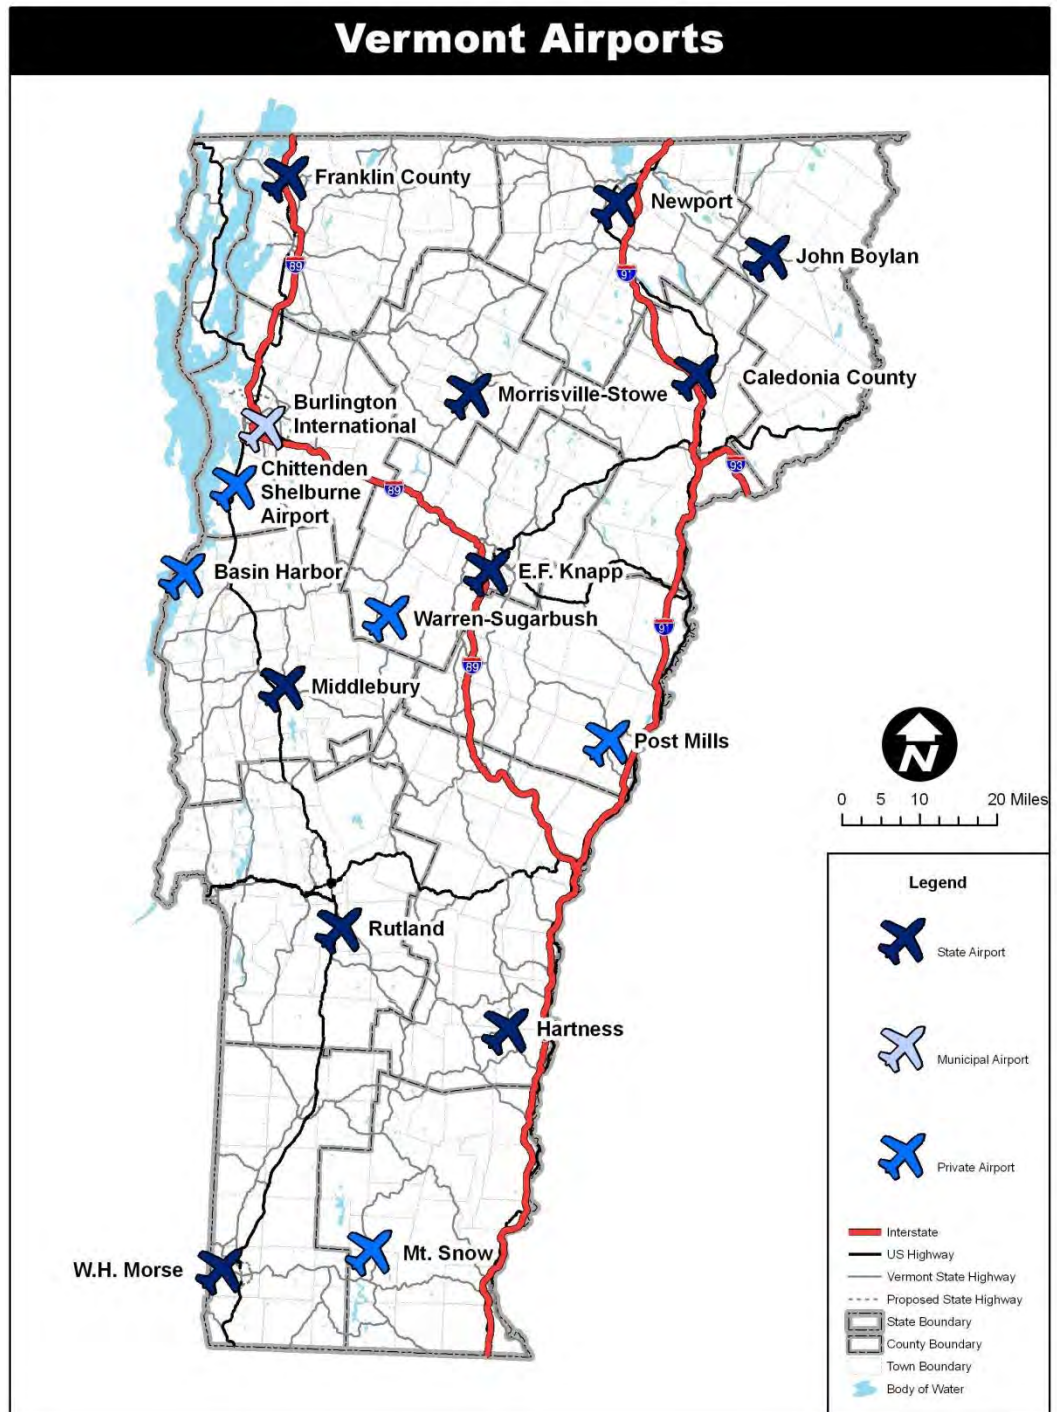 Vermont Airports
Franklin County
Newport
John Boylan
89
91
Caledonia County
Morrisville-Stowe
Burlington
International
93
Chittenden
Shelburne
Airport
89
Basin Harbor
E.F. Knapp
Warren-Sugarbush
91
89
Middlebury
Post Mills
N
0 5 10 20 Miles
Rutland
Hartness
Mt. Snow
W.H. Morse
Legend
State Airport
Municipal Airport
Private Airport
Interstate
US Highway
Vermont State Highway
Proposed State Highway
State Boundary
County Boundary
Town Boundary
Body of Water